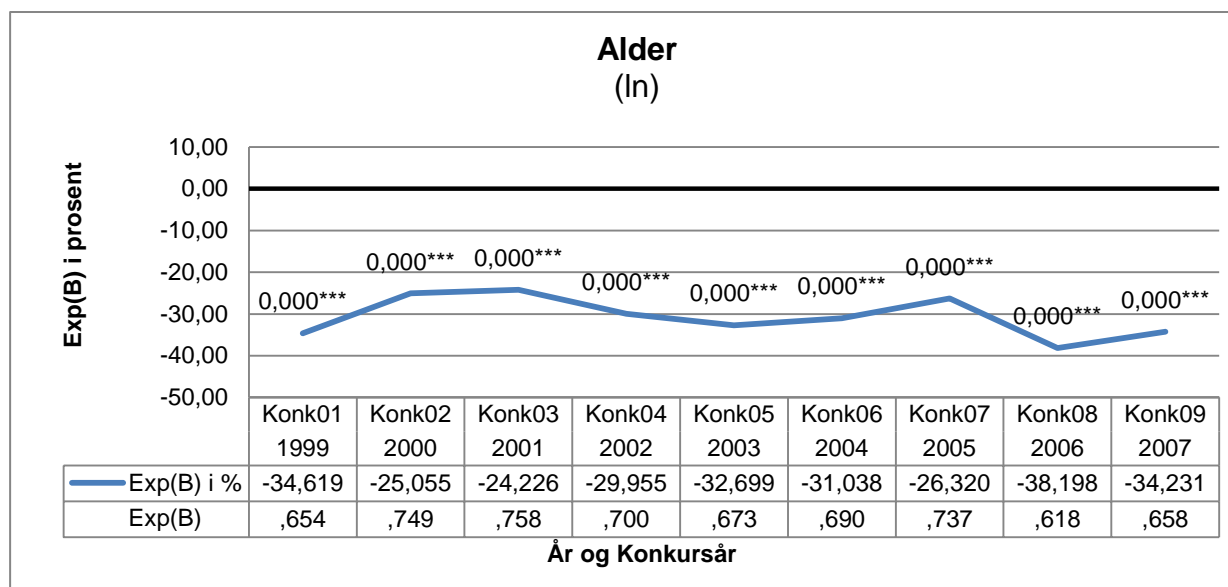 Alder
(ln)
Exp(B) i prosent
10,00
0,00
-10,00
-20,00
-30,00
-40,00
-50,00
0,000*** 0,000*** 0,000*** 0,000*** 0,000*** 0,000*** 0,000*** 0,000*** 0,000***
Konk01 Konk02 Konk03 Konk04 Konk05 Konk06 Konk07 Konk08 Konk09
1999 2000 2001 2002 2003 2004 2005 2006 2007
Exp(B) i % -34,619 -25,055 -24,226 -29,955 -32,699 -31,038 -26,320 -38,198 -34,231
Exp(B) ,654 ,749 ,758 ,700 ,673 ,690 ,737 ,618 ,658
År og Konkursår